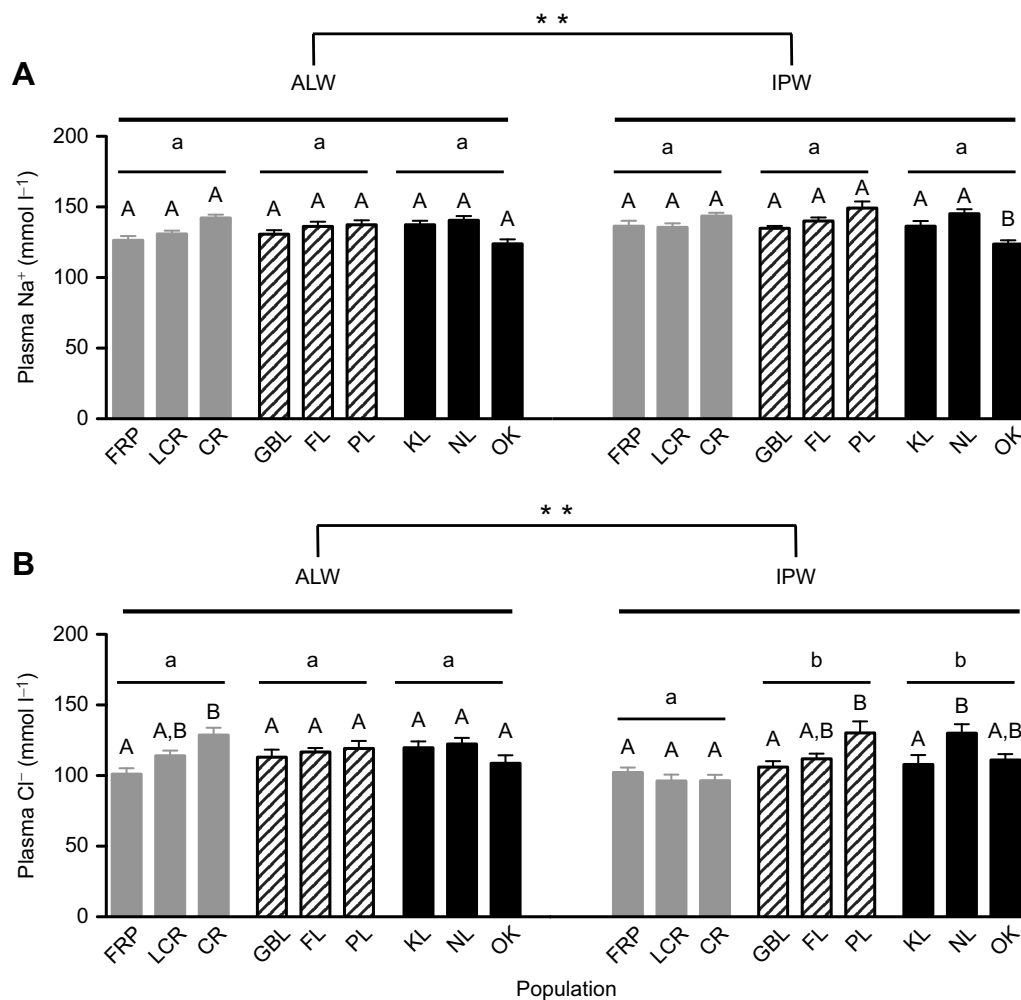 * *
A
ALW IPW
200
a a a a a a
A A A A A A A A A A A A A A A A A B
150
100
50
0
Plasma Na⁺ (mmol l⁻¹)
FRP LCR CR GBL FL PL KL NL OK FRP LCR CR GBL FL PL KL NL OK
* *
B
ALW IPW
200
a a a a b b
A A,B B A A A A A A A A A A A,B B A B A,B
150
100
50
0
Plasma Cl⁻ (mmol l⁻¹)
FRP LCR CR GBL FL PL KL NL OK FRP LCR CR GBL FL PL KL NL OK
Population